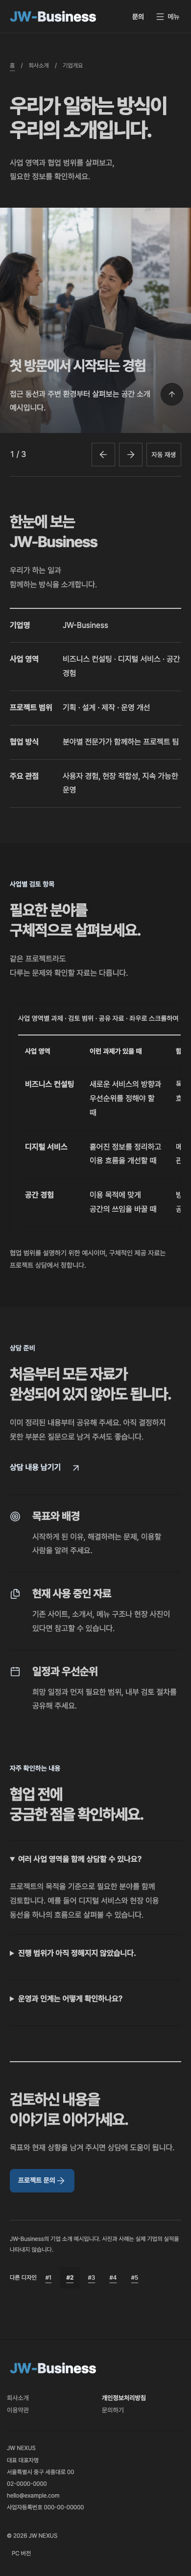 JW-Business
문의
메뉴
홈 / 회사소개 / 기업개요
우리가 일하는 방식이
우리의 소개입니다.
사업 영역과 협업 범위를 살펴보고,
필요한 정보를 확인하세요.
첫 방문에서 시작되는 경험
접근 동선과 주변 환경부터 살펴보는 공간 소개
예시입니다.
1 / 3
자동 재생
한눈에 보는
JW-Business
우리가 하는 일과
함께하는 방식을 소개합니다.
기업명 JW-Business
사업 영역 비즈니스 컨설팅 · 디지털 서비스 · 공간
경험
프로젝트 범위 기획 · 설계 · 제작 · 운영 개선
협업 방식 분야별 전문가가 함께하는 프로젝트 팀
주요 관점 사용자 경험, 현장 적합성, 지속 가능한
운영
사업별 검토 항목
필요한 분야를
구체적으로 살펴보세요.
같은 프로젝트라도
다루는 문제와 확인할 자료는 다릅니다.
사업 영역별 과제 · 검토 범위 · 공유 자료 · 좌우로 스크롤하여
사업 영역 이런 과제가 있을 때
비즈니스 컨설팅 새로운 서비스의 방향과
우선순위를 정해야 할
때
디지털 서비스 흩어진 정보를 정리하고
이용 흐름을 개선할 때
공간 경험 이용 목적에 맞게
공간의 쓰임을 바꿀 때
협업 범위를 설명하기 위한 예시이며, 구체적인 제공 자료는
프로젝트 상담에서 정합니다.
상담 준비
처음부터 모든 자료가
완성되어 있지 않아도 됩니다.
이미 정리된 내용부터 공유해 주세요. 아직 결정하지
못한 부분은 질문으로 남겨 주셔도 좋습니다.
상담 내용 남기기
목표와 배경
시작하게 된 이유, 해결하려는 문제, 이용할
사람을 알려 주세요.
현재 사용 중인 자료
기존 사이트, 소개서, 메뉴 구조나 현장 사진이
있다면 참고할 수 있습니다.
일정과 우선순위
희망 일정과 먼저 필요한 범위, 내부 검토 절차를
공유해 주세요.
자주 확인하는 내용
협업 전에
궁금한 점을 확인하세요.
여러 사업 영역을 함께 상담할 수 있나요?
프로젝트의 목적을 기준으로 필요한 분야를 함께
검토합니다. 예를 들어 디지털 서비스와 현장 이용
동선을 하나의 흐름으로 살펴볼 수 있습니다.
진행 범위가 아직 정해지지 않았습니다.
운영과 인계는 어떻게 확인하나요?
검토하신 내용을
이야기로 이어가세요.
목표와 현재 상황을 남겨 주시면 상담에 도움이 됩니다.
프로젝트 문의
JW-Business의 기업 소개 예시입니다. 사진과 사례는 실제 기업의 실적을
나타내지 않습니다.
다른 디자인 #1 #2 #3 #4 #5
JW-Business
회사소개 개인정보처리방침
이용약관 문의하기
JW NEXUS
대표 대표자명
서울특별시 중구 세종대로 00
02-0000-0000
hello@example.com
사업자등록번호 000-00-00000
© 2026 JW NEXUS
PC 버전